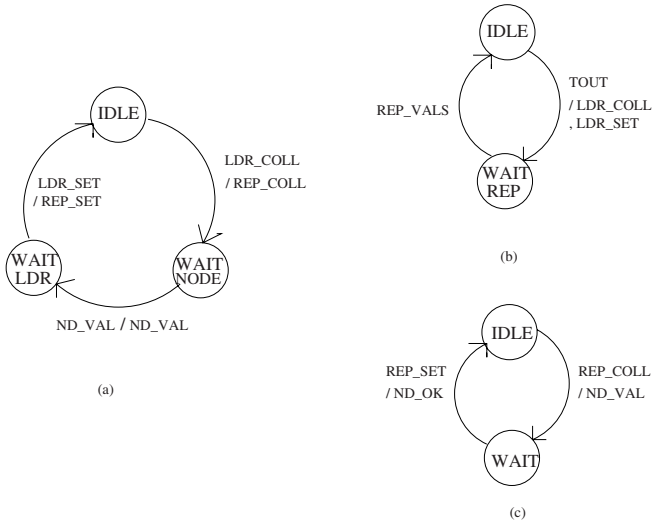 IDLE
LDR_COLL
/ REP_COLL
LDR_SET
/ REP_SET
WAIT
LDR
WAIT
NODE
ND_VAL / ND_VAL
(a)
IDLE
TOUT
/ LDR_COLL
, LDR_SET
REP_VALS
WAIT
REP
(b)
IDLE
REP_SET
/ ND_OK
REP_COLL
/ ND_VAL
WAIT
(c)